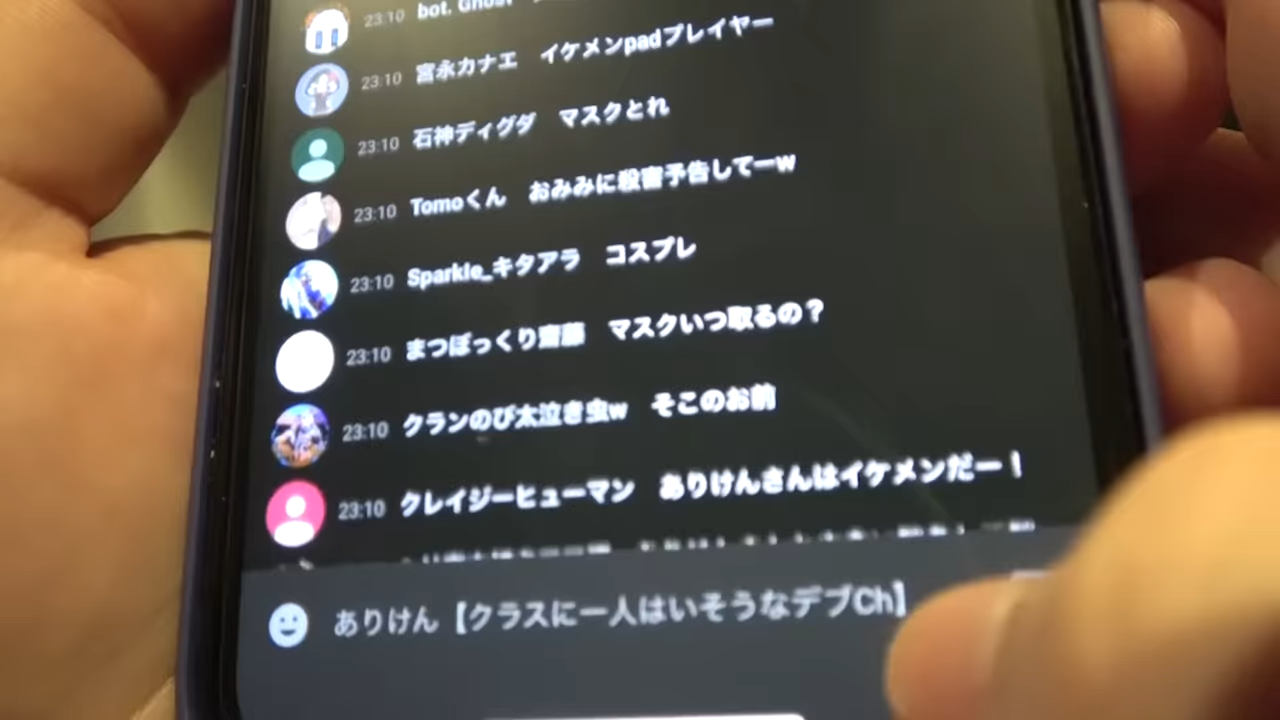 23:10 bot. Ghost
23:10 宮永カナエ イケメンpadプレイヤー
23:10 石神ディグダ マスクとれ
23:10 Tomoくん おみみに殺害予告してーw
23:10 Sparkle_キタアラ コスプレ
23:10 まつぼっくり齋藤 マスクいつ取るの？
23:10 クランのび太泣き虫w そこのお前
23:10 クレイジーヒューマン ありけんさんはイケメンだー！
ありけん【クラスに一人はいそうなデブCh】